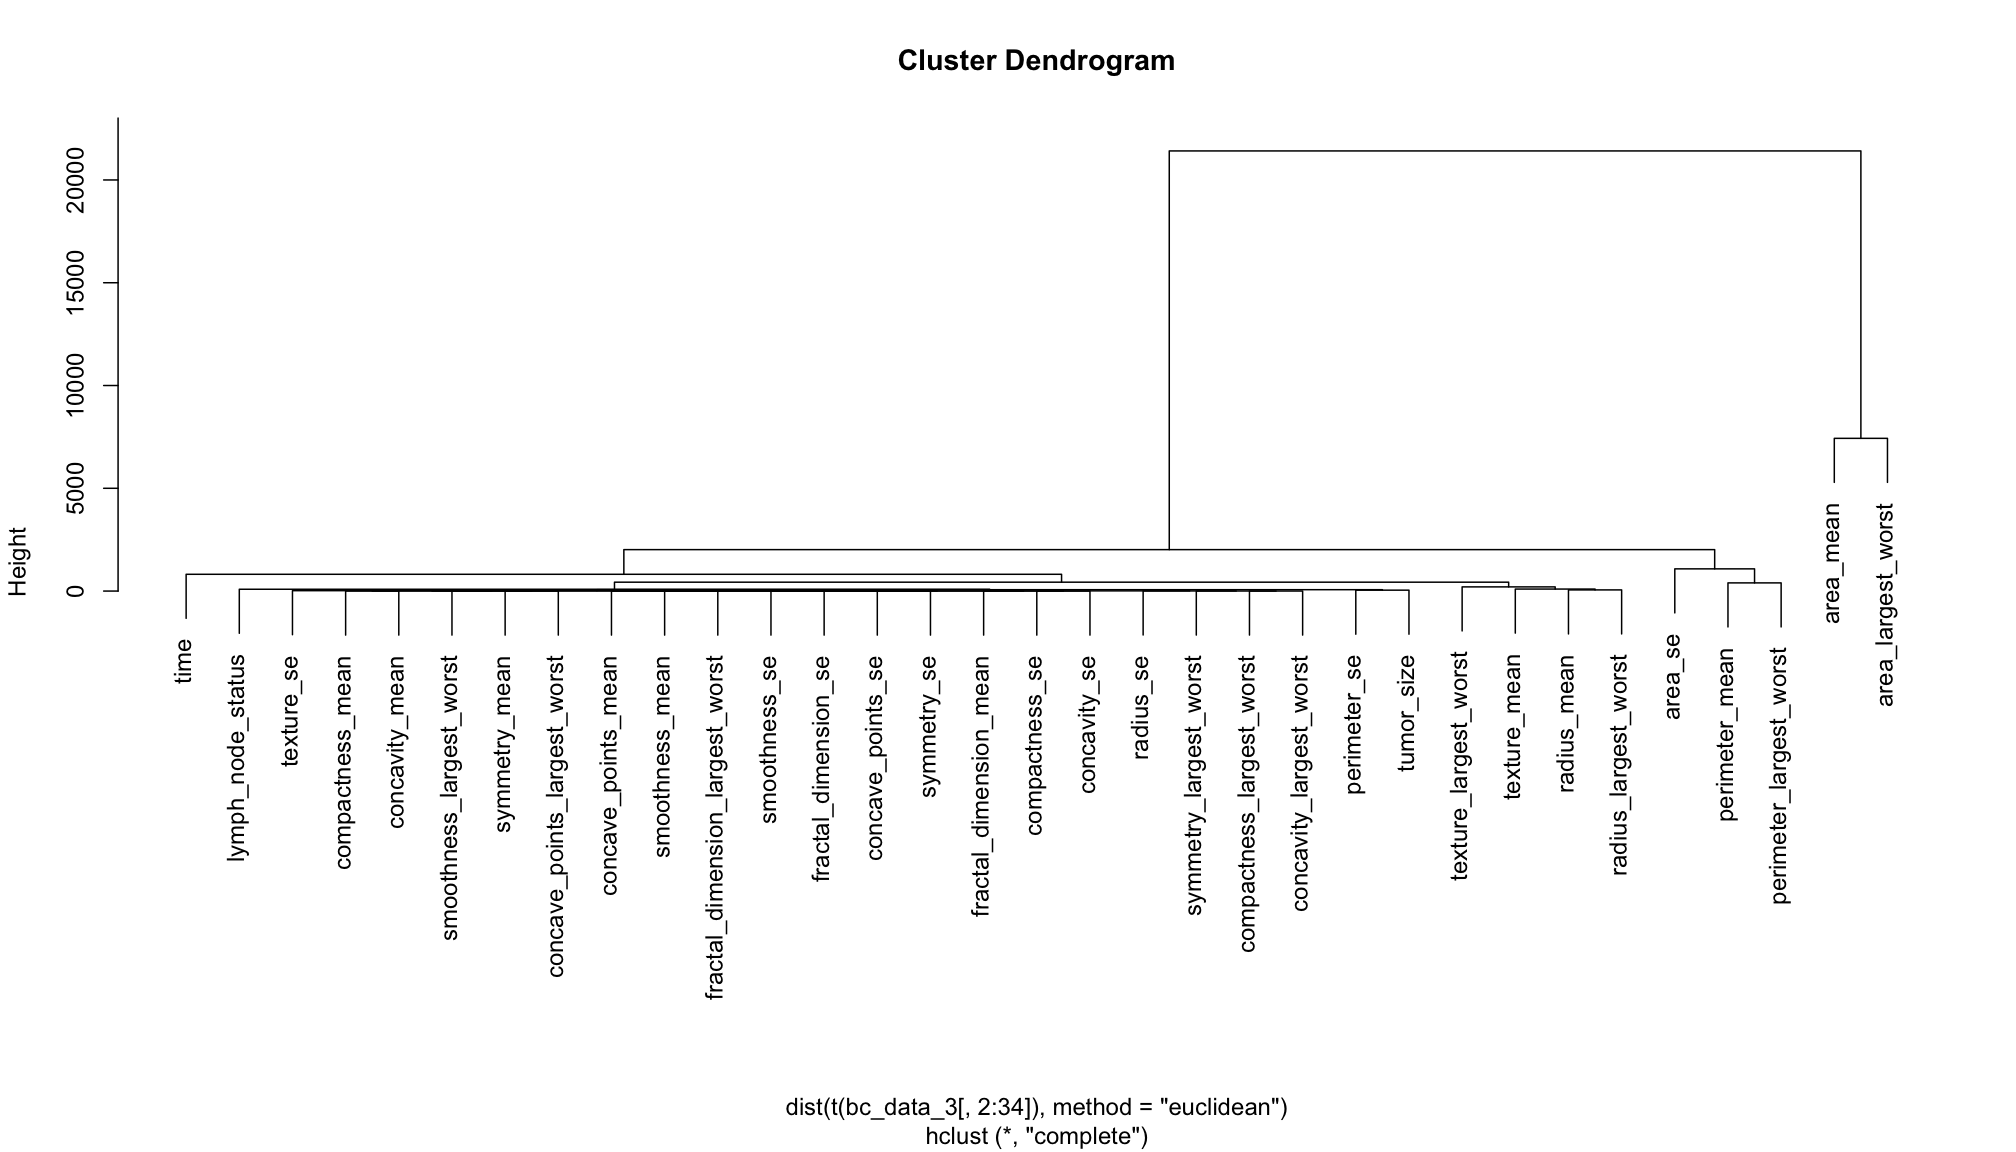 Cluster Dendrogram
Height
20000
15000
10000
5000
0
time
lymph_node_status
texture_se
compactness_mean
concavity_mean
smoothness_largest_worst
symmetry_mean
concave_points_largest_worst
concave_points_mean
smoothness_mean
fractal_dimension_largest_worst
smoothness_se
fractal_dimension_se
concave_points_se
symmetry_se
fractal_dimension_mean
compactness_se
concavity_se
radius_se
symmetry_largest_worst
compactness_largest_worst
concavity_largest_worst
perimeter_se
tumor_size
texture_largest_worst
texture_mean
radius_mean
radius_largest_worst
area_se
perimeter_mean
perimeter_largest_worst
area_mean
area_largest_worst
dist(t(bc_data_3[, 2:34]), method = "euclidean")
hclust (*, "complete")